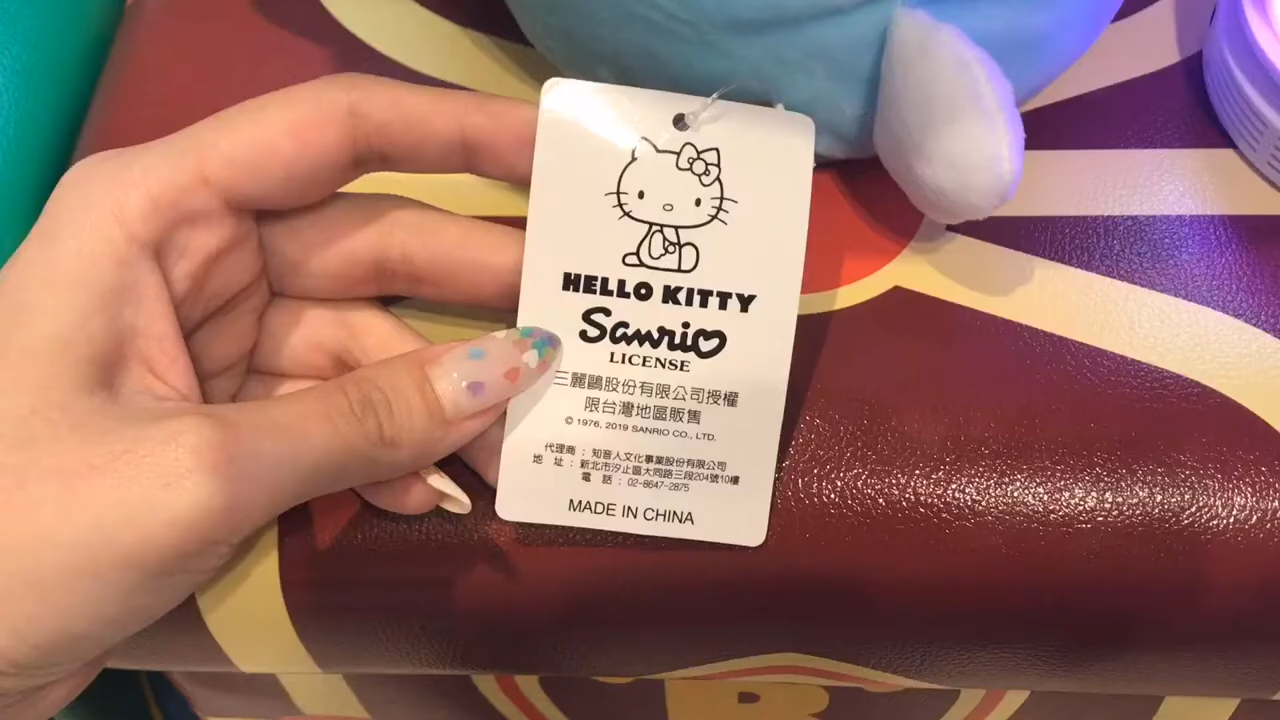 HELLO KITTY
Sanrio
LICENSE
三麗鷗股份有限公司授權
限台灣地區販售
© 1976, 2019 SANRIO CO., LTD.
代理商：知音人文化事業股份有限公司
地　址：新北市汐止區大同路三段204號10樓
電　話：02-8647-2875
MADE IN CHINA
B